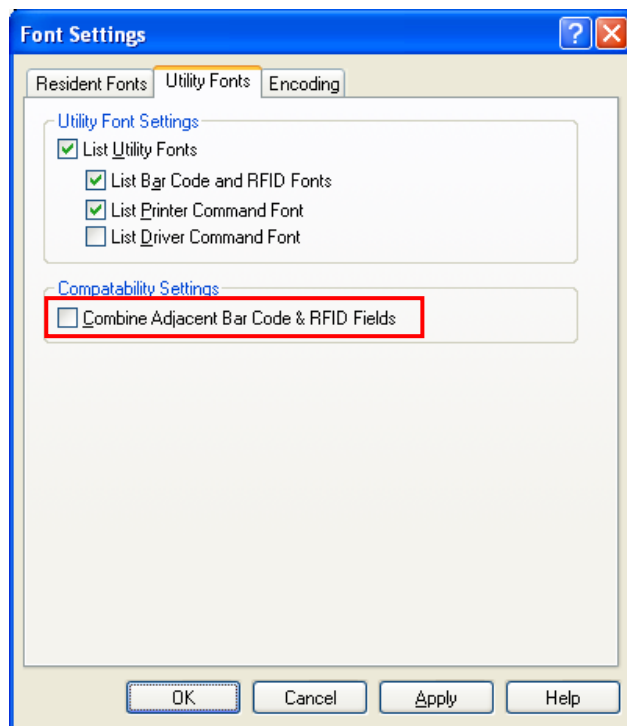 Font Settings
Resident Fonts Utility Fonts Encoding
Utility Font Settings
List Utility Fonts
List Bar Code and RFID Fonts
List Printer Command Font
List Driver Command Font
Compatability Settings
Combine Adjacent Bar Code & RFID Fields
OK Cancel Apply Help